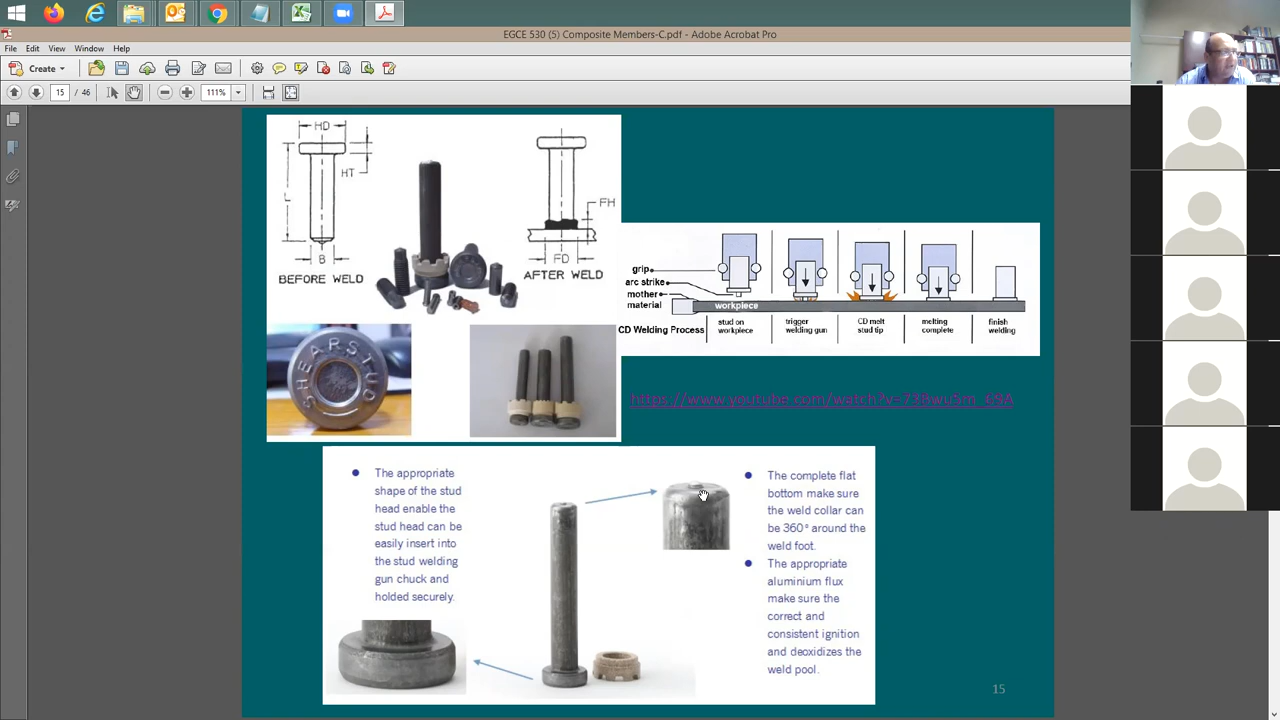 EGCE 530 (5) Composite Members-C.pdf - Adobe Acrobat Pro
File Edit View Window Help
Create
15 / 46 111%
HD
HT
L
B
BEFORE WELD
FH
FD
AFTER WELD
SHEARSTUD
grip
arc strike
mother
material
workpiece
CD Welding Process
stud on
workpiece
trigger
welding gun
CD melt
stud tip
melting
complete
finish
welding
The appropriate
shape of the stud
head enable the
stud head can be
easily insert into
the stud welding
gun chuck and
holded securely.
The complete flat
bottom make sure
the weld collar can
be 360° around the
weld foot.
The appropriate
aluminium flux
make sure the
correct and
consistent ignition
and deoxidizes the
weld pool.
15